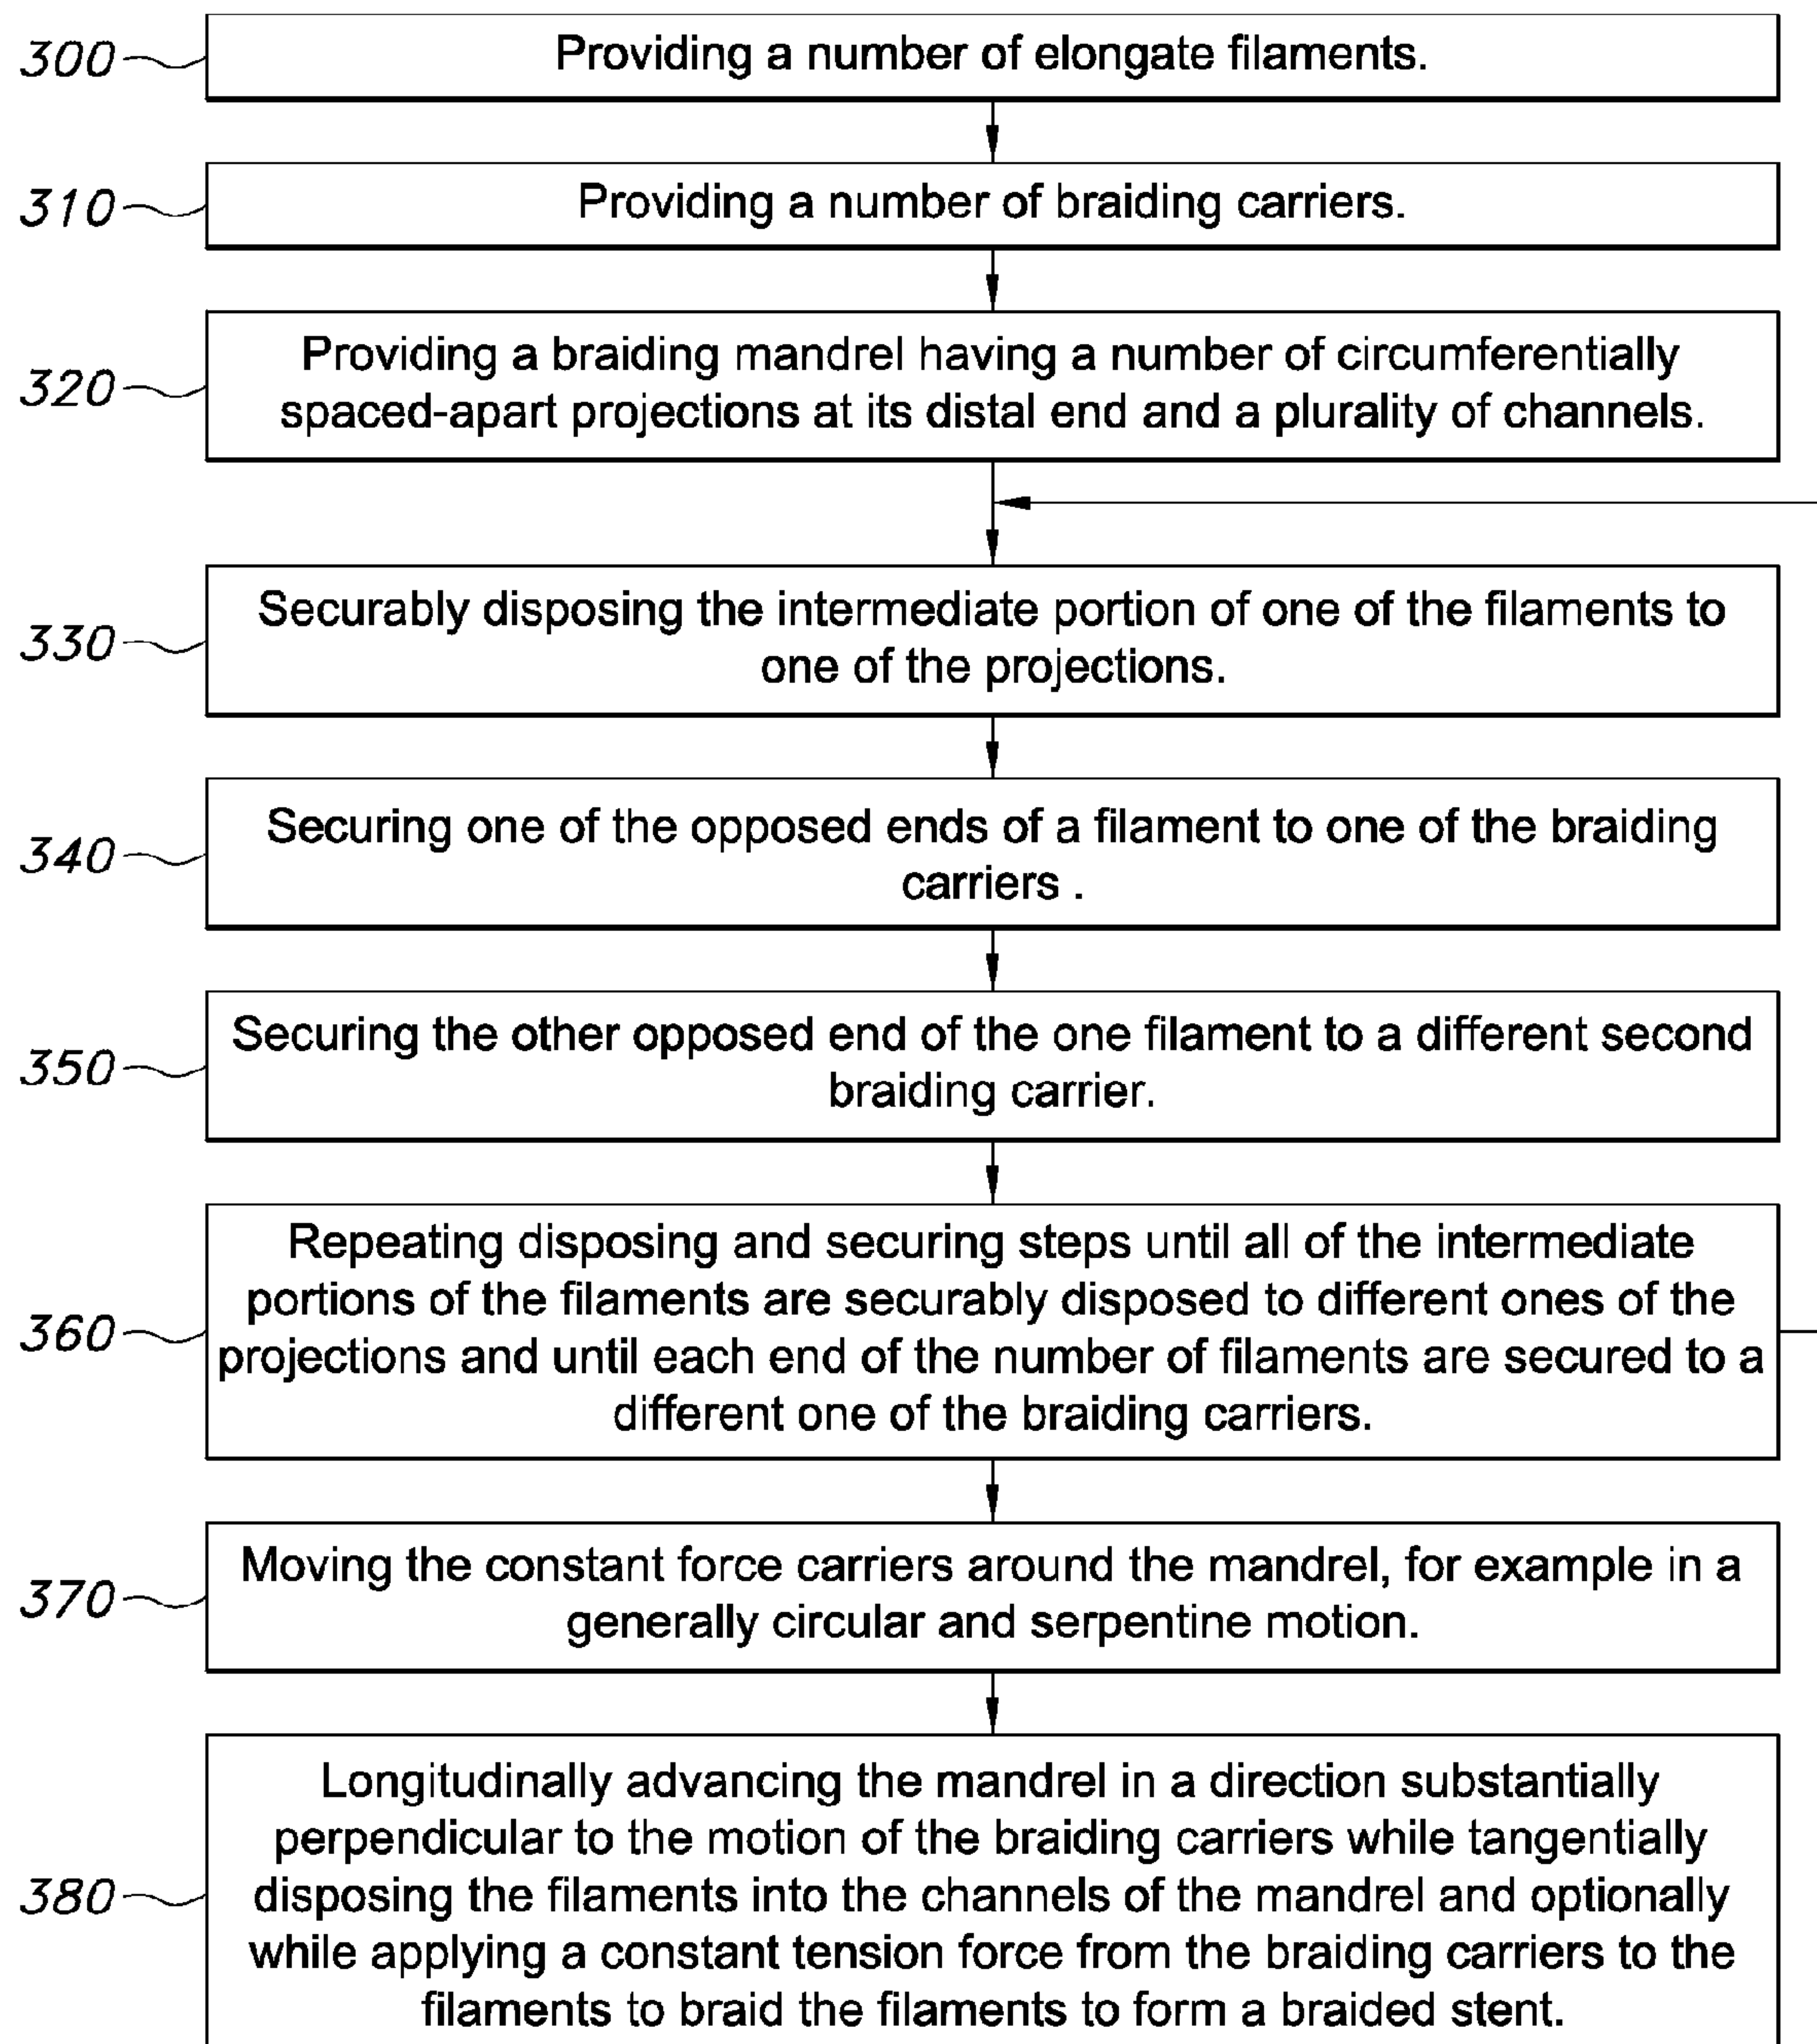 300
Providing a number of elongate filaments.
310
Providing a number of braiding carriers.
320
Providing a braiding mandrel having a number of circumferentially
spaced-apart projections at its distal end and a plurality of channels.
330
Securably disposing the intermediate portion of one of the filaments to
one of the projections.
340
Securing one of the opposed ends of a filament to one of the braiding
carriers .
350
Securing the other opposed end of the one filament to a different second
braiding carrier.
360
Repeating disposing and securing steps until all of the intermediate
portions of the filaments are securably disposed to different ones of the
projections and until each end of the number of filaments are secured to a
different one of the braiding carriers.
370
Moving the constant force carriers around the mandrel, for example in a
generally circular and serpentine motion.
380
Longitudinally advancing the mandrel in a direction substantially
perpendicular to the motion of the braiding carriers while tangentially
disposing the filaments into the channels of the mandrel and optionally
while applying a constant tension force from the braiding carriers to the
filaments to braid the filaments to form a braided stent.